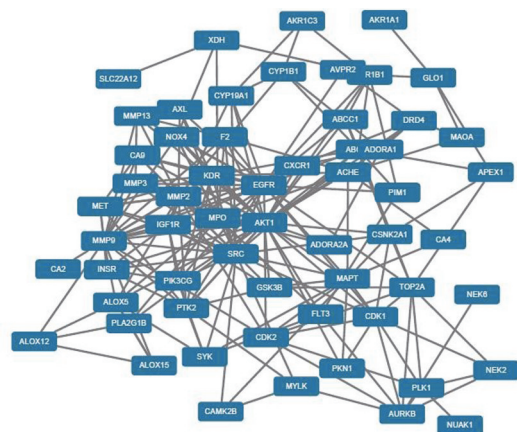 AKR1C3
AKR1A1
XDH
SLC22A12
CYP1B1
AVPR2
R1B1
GLO1
CYP19A1
MMP13
AXL
NOX4
F2
ABCC1
DRD4
MAOA
CA9
CXCR1
ADORA1
MMP3
KDR
EGFR
ACHE
APEX1
MET
MMP2
PIM1
IGF1R
MPO
AKT1
CSNK2A1
MMP9
SRC
ADORA2A
CA4
CA2
INSR
PIK3CG
MAPT
GSK3B
TOP2A
ALOX5
PTK2
NEK6
PLA2G1B
FLT3
CDK1
ALOX12
SYK
CDK2
ALOX15
PKN1
NEK2
MYLK
PLK1
CAMK2B
AURKB
NUAK1